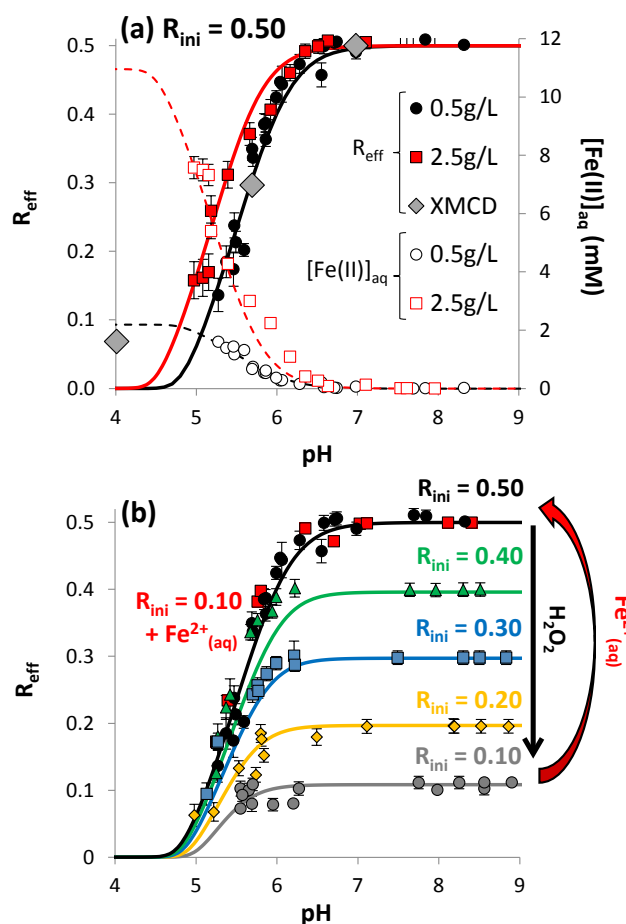 (a) R_ini = 0.50
0.5
0.4
0.3
0.2
0.1
0.0
R_eff
12
10
8
6
4
2
0
[Fe(II)]_aq (mM)
R_eff
0.5g/L
2.5g/L
XMCD
[Fe(II)]_aq
0.5g/L
2.5g/L
4 5 6 7 8 9
pH
(b)
R_ini = 0.50
R_ini = 0.40
R_ini = 0.30
R_ini = 0.20
R_ini = 0.10
R_ini = 0.10
+ Fe²⁺(aq)
H₂O₂
Fe²⁺(aq)
0.5
0.4
0.3
0.2
0.1
0
R_eff
4 5 6 7 8 9
pH